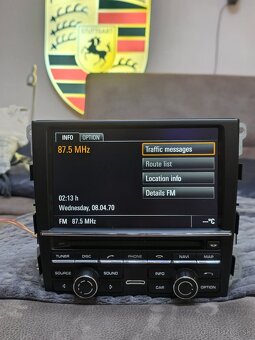 STUTTGART
INFO OPTION
87.5 MHz
Traffic messages
Route list
Location info
Details FM
02:13 h
Wednesday, 08.04.70
FM 87.5 MHz
--°C
TUNER DISC PHONE NAVI MAP
SOURCE SOUND INFO
CAR OPTION